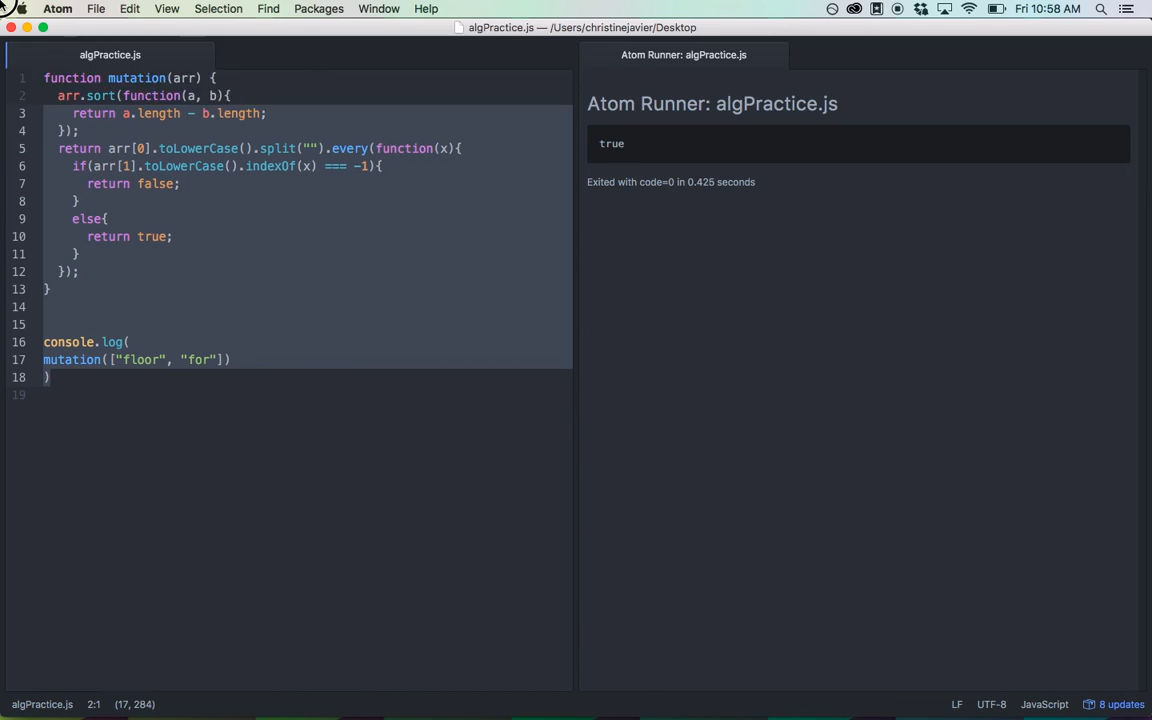 Atom File Edit View Selection Find Packages Window Help Fri 10:58 AM
algPractice.js — /Users/christinejavier/Desktop
algPractice.js
1 function mutation(arr) {
2 arr.sort(function(a, b){
3 return a.length - b.length;
4 });
5 return arr[0].toLowerCase().split("").every(function(x){
6 if(arr[1].toLowerCase().indexOf(x) === -1){
7 return false;
8 }
9 else{
10 return true;
11 }
12 });
13 }
14
15
16 console.log(
17 mutation(["floor", "for"])
18 )
19
Atom Runner: algPractice.js
Atom Runner: algPractice.js
true
Exited with code=0 in 0.425 seconds
algPractice.js 2:1 (17, 284) LF UTF-8 JavaScript 8 updates